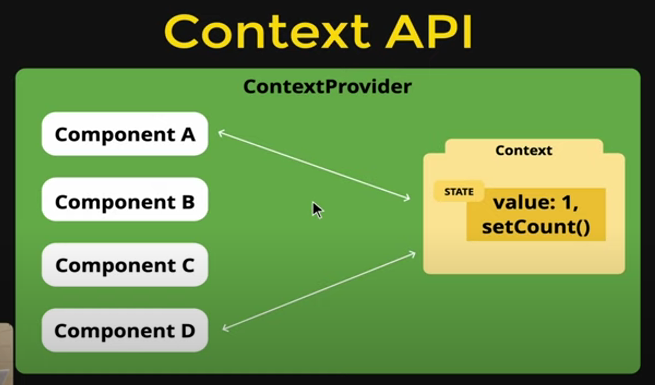 Context API
ContextProvider
Component A
Component B
Component C
Component D
Context
STATE
value: 1,
setCount()